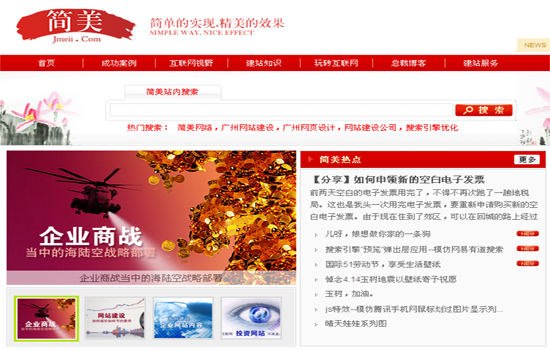 简美
Jmeii.Com
简单的实现,精美的效果
SIMPLE WAY, NICE EFFECT
NEWS
首页 成功案例 互联网视野 建站知识 玩转互联网 总裁博客 建站服务
简美站内搜索
搜索
热门搜索： 简美网络，广州网站建设，广州网页设计，网站建设公司，搜索引擎优化
企业商战
当中的海陆空战略部署
企业商战当中的海陆空战略部署
企业商战
网站建设
企业网站内容
投资网站
简美热点 更多
【分享】如何申领新的空白电子发票
前两天空白的电子发票用完了，不得不再次跑了一趟地税
局。这也是我头一次用完电子发票，要重新申请购买新的空
白电子发票。由于现在住到了郊区，可以在回城的路上经过
儿呀，娘想做你家的一条狗 NEW
搜索引擎“预览”弹出层应用--模仿网易有道搜索 NEW
国际51劳动节，享受生活壁纸 NEW
悼念4.14玉树地震以壁纸寄予祝愿
玉树，加油。
js特效--模仿腾讯手机网鼠标划过图片显示列...
晴天娃娃系列图